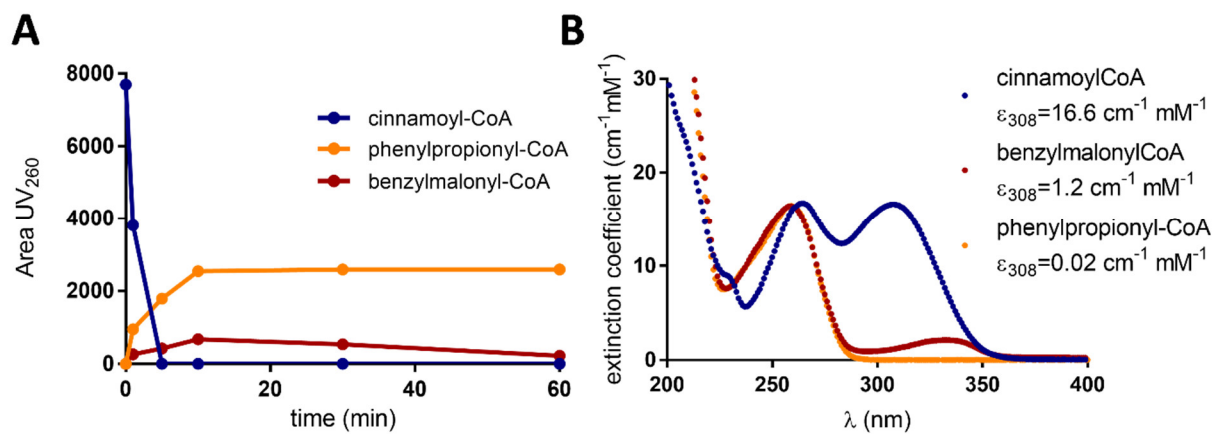 A
Area UV260
8000
6000
4000
2000
0
0
20
40
60
time (min)
cinnamoyl-CoA
phenylpropionyl-CoA
benzylmalonyl-CoA
B
extinction coefficient (cm⁻¹mM⁻¹)
30
20
10
0
200
250
300
350
400
λ (nm)
cinnamoylCoA
ε₃₀₈=16.6 cm⁻¹ mM⁻¹
benzylmalonylCoA
ε₃₀₈=1.2 cm⁻¹ mM⁻¹
phenylpropionyl-CoA
ε₃₀₈=0.02 cm⁻¹ mM⁻¹